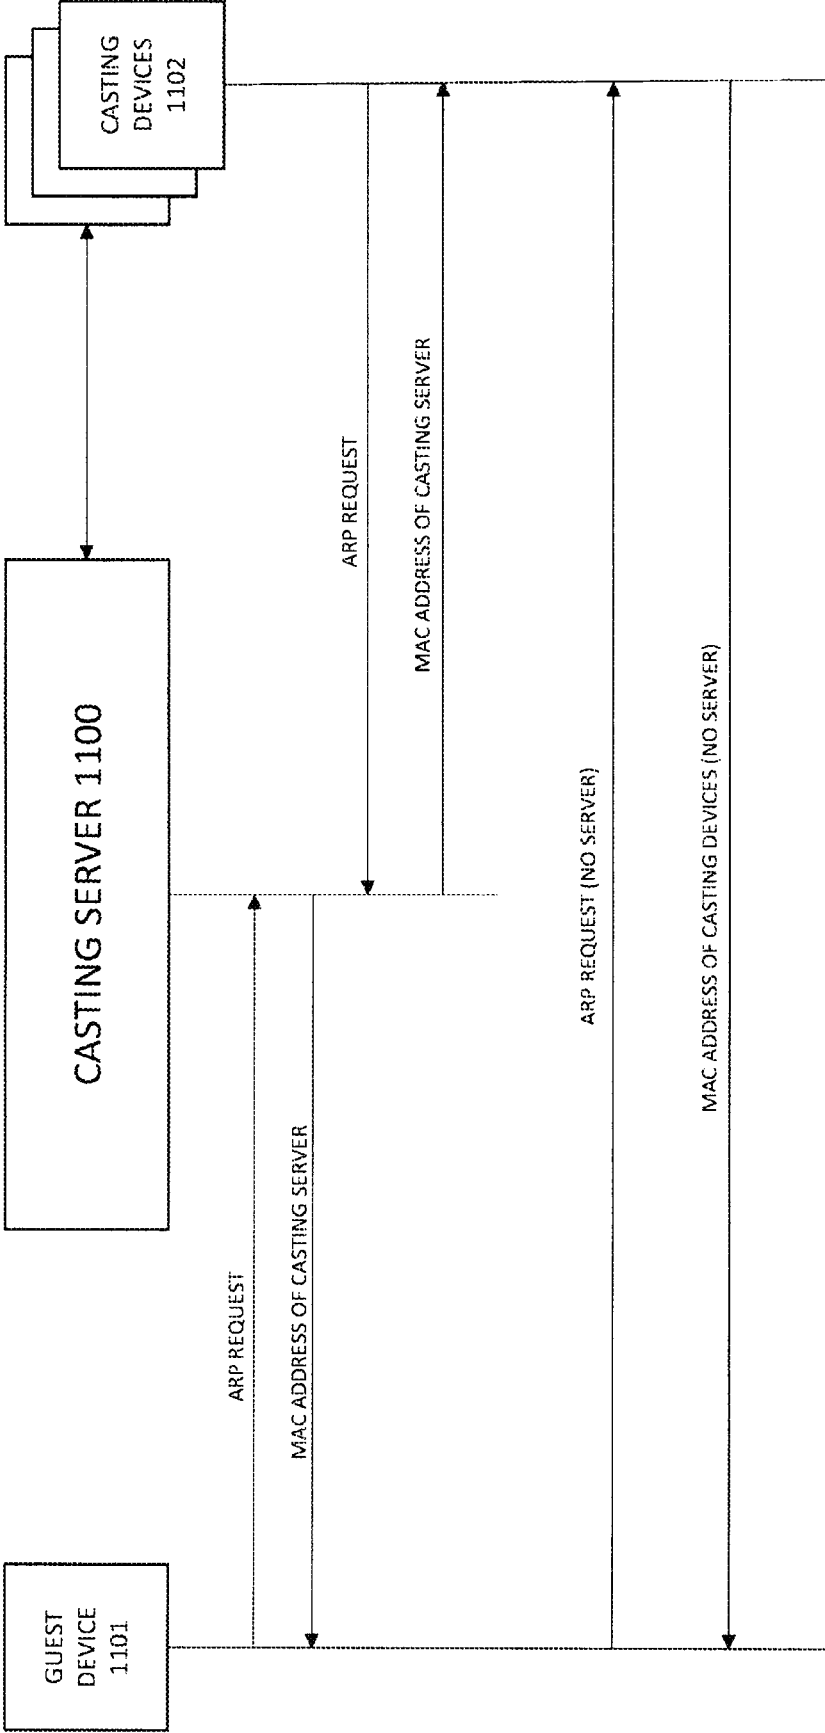 GUEST
DEVICE
1101
CASTING SERVER 1100
CASTING
DEVICES
1102
ARP REQUEST
MAC ADDRESS OF CASTING SERVER
ARP REQUEST
MAC ADDRESS OF CASTING SERVER
ARP REQUEST (NO SERVER)
MAC ADDRESS OF CASTING DEVICES (NO SERVER)